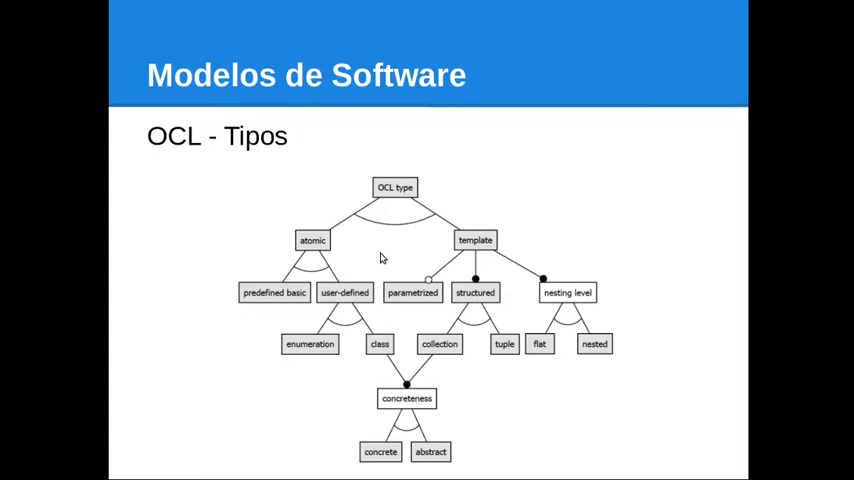 Modelos de Software
OCL - Tipos
OCL type
atomic
template
predefined basic
user-defined
parametrized
structured
nesting level
enumeration
class
collection
tuple
flat
nested
concreteness
concrete
abstract